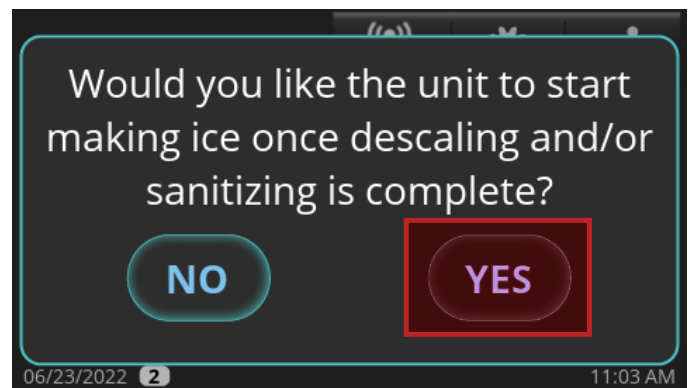 Would you like the unit to start
making ice once descaling and/or
sanitizing is complete?
NO YES
06/23/2022 2 11:03 AM